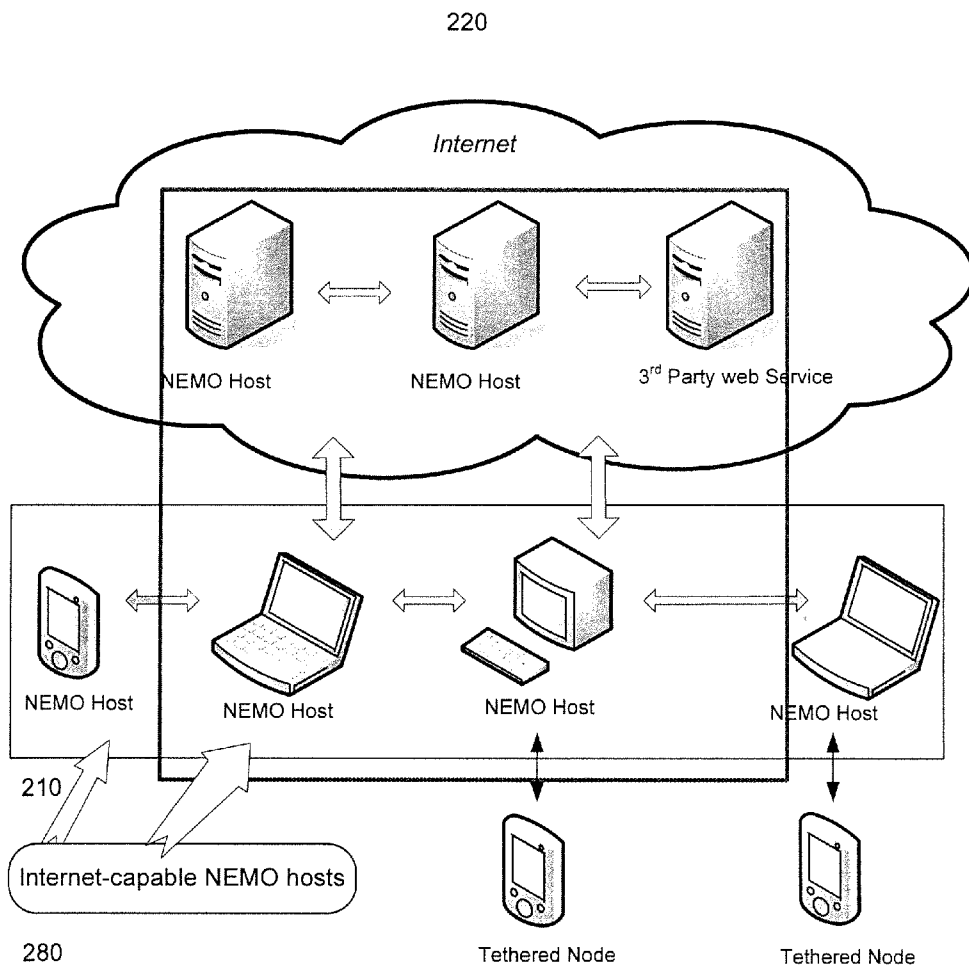 220
Internet
NEMO Host
NEMO Host
3rd Party web Service
NEMO Host
NEMO Host
NEMO Host
NEMO Host
210
Internet-capable NEMO hosts
280
Tethered Node
Tethered Node